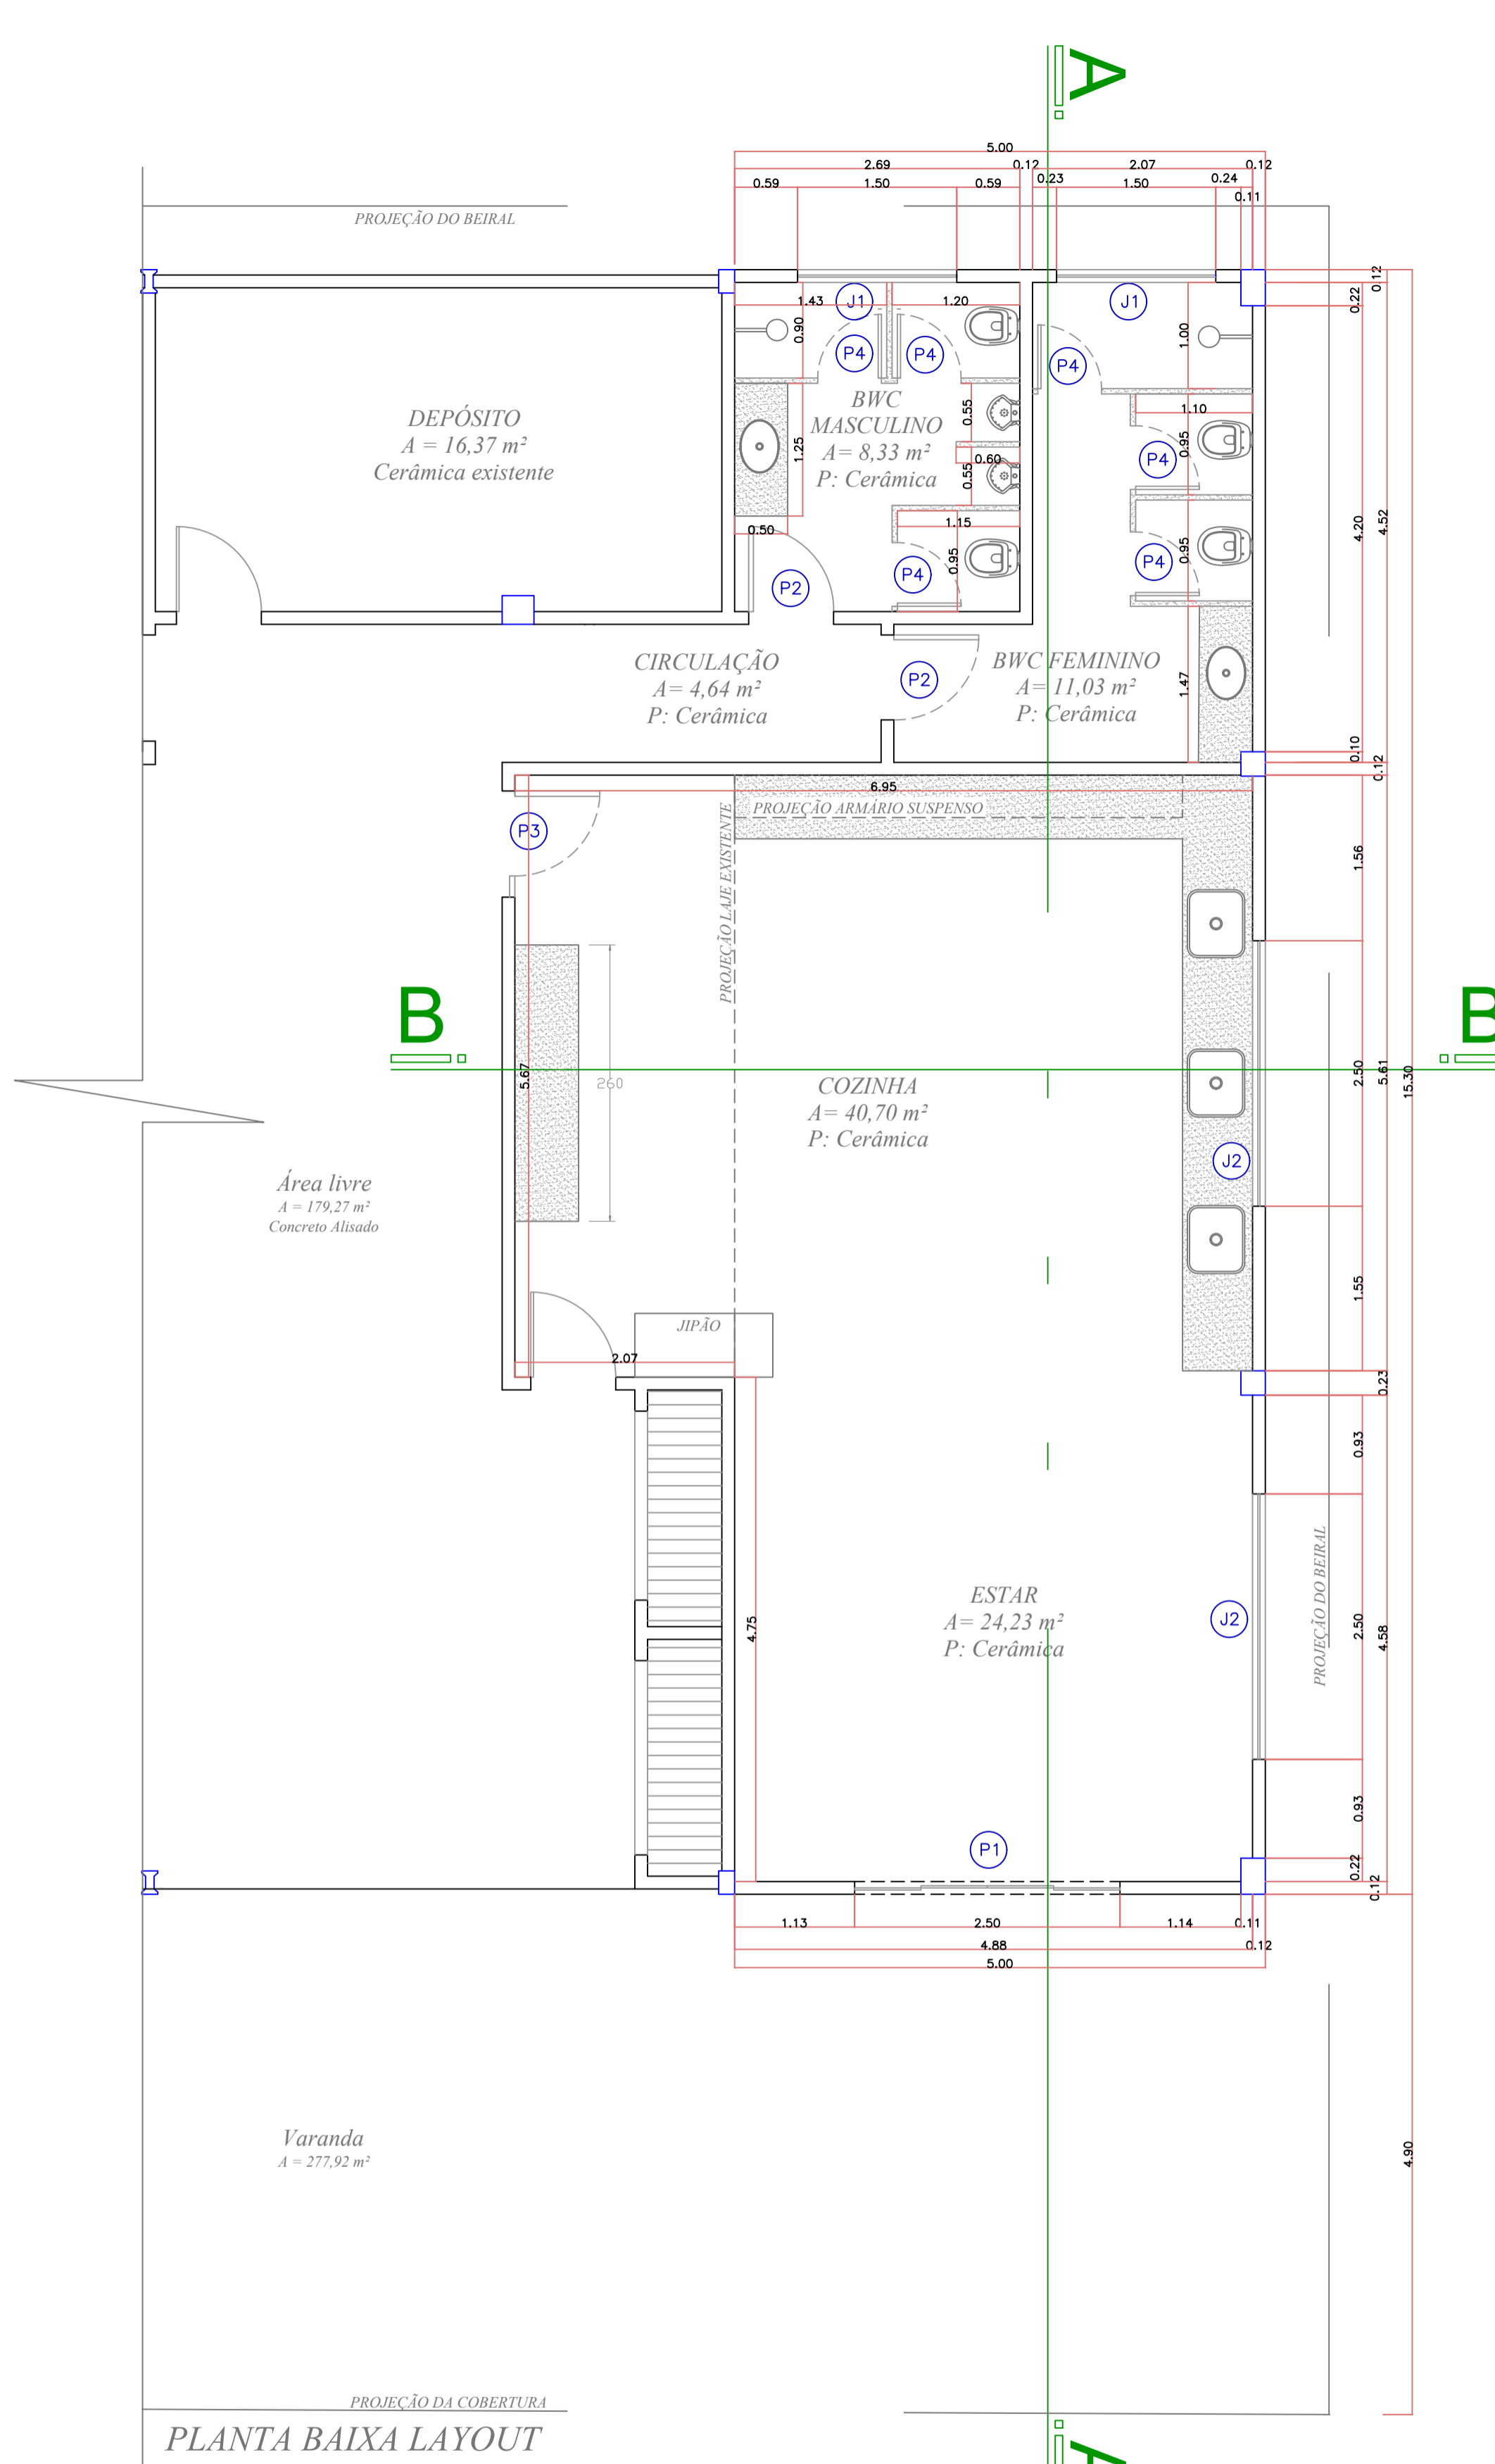 A
5.00
2.69
0.12
2.07
0.12
0.59
1.50
0.59
0.23
1.50
0.24
0.11
PROJEÇÃO DO BEIRAL
0.12
0.22
1.43
J1
1.20
J1
0.90
1.00
P4
P4
P4
DEPÓSITO
A = 16,37 m²
Cerâmica existente
BWC
MASCULINO
A= 8,33 m²
P: Cerâmica
1.25
0.55
0.60
0.55
1.10
0.95
P4
0.50
1.15
4.20
4.52
P2
P4
0.95
P4
0.95
CIRCULAÇÃO
A= 4,64 m²
P: Cerâmica
P2
BWC FEMININO
A= 11,03 m²
P: Cerâmica
1.47
0.10
0.12
6.95
PROJEÇÃO ARMÁRIO SUSPENSO
P3
PROJEÇÃO LAJE EXISTENTE
1.56
B
B
5.67
260
COZINHA
A= 40,70 m²
P: Cerâmica
2.50
5.61
15.30
J2
Área livre
A = 179,27 m²
Concreto Alisado
1.55
JIPÃO
2.07
0.23
0.93
ESTAR
A= 24,23 m²
P: Cerâmica
4.75
J2
PROJEÇÃO DO BEIRAL
2.50
4.58
0.93
P1
0.22
0.12
1.13
2.50
1.14
0.11
4.88
0.12
5.00
Varanda
A = 277,92 m²
4.90
PROJEÇÃO DA COBERTURA
PLANTA BAIXA LAYOUT
A